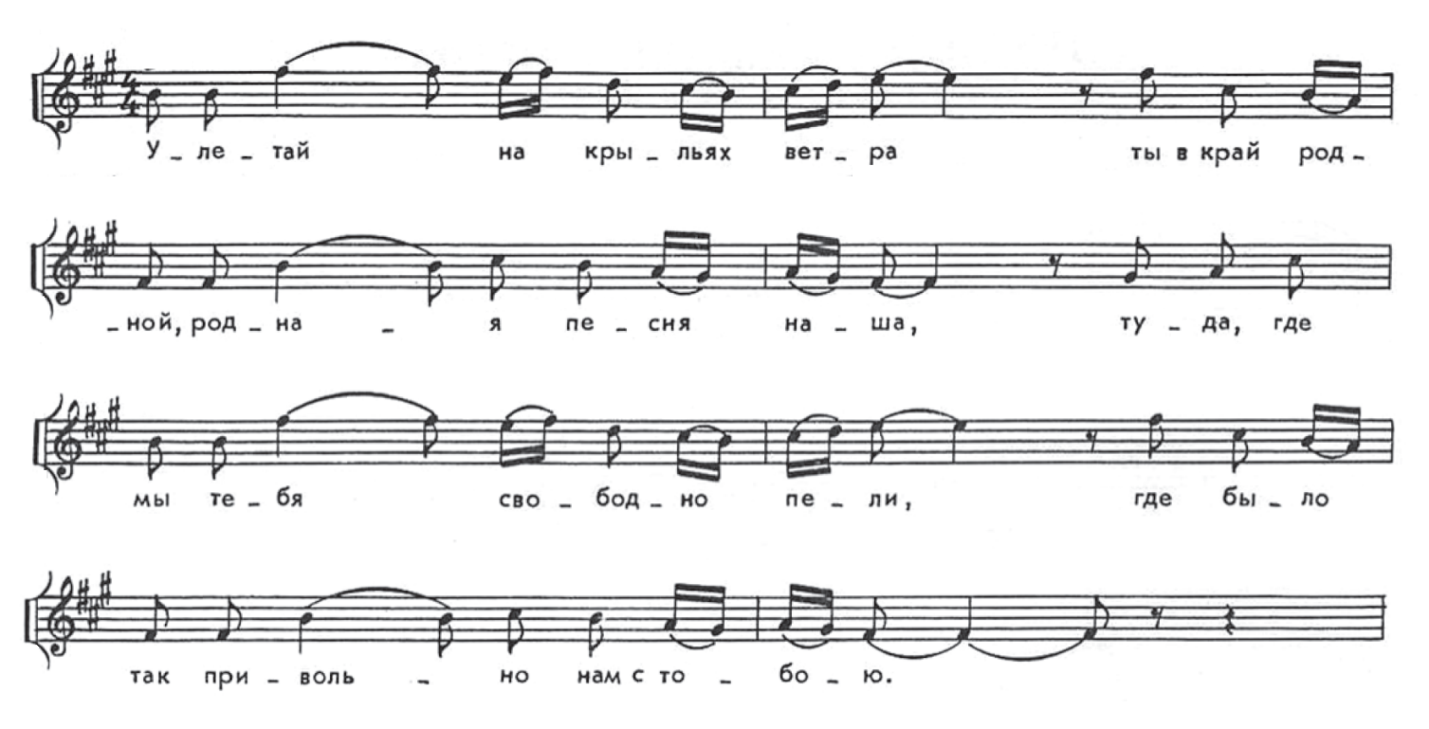 У_ле_тай на кры_льях вет_ра ты в край род_
_ной, род_на _ я пе_сня на_ша, ту_да, где
мы те_бя сво_бод_но пе_ли, где бы_ло
так при_воль _ но нам с то _ бо_ю.